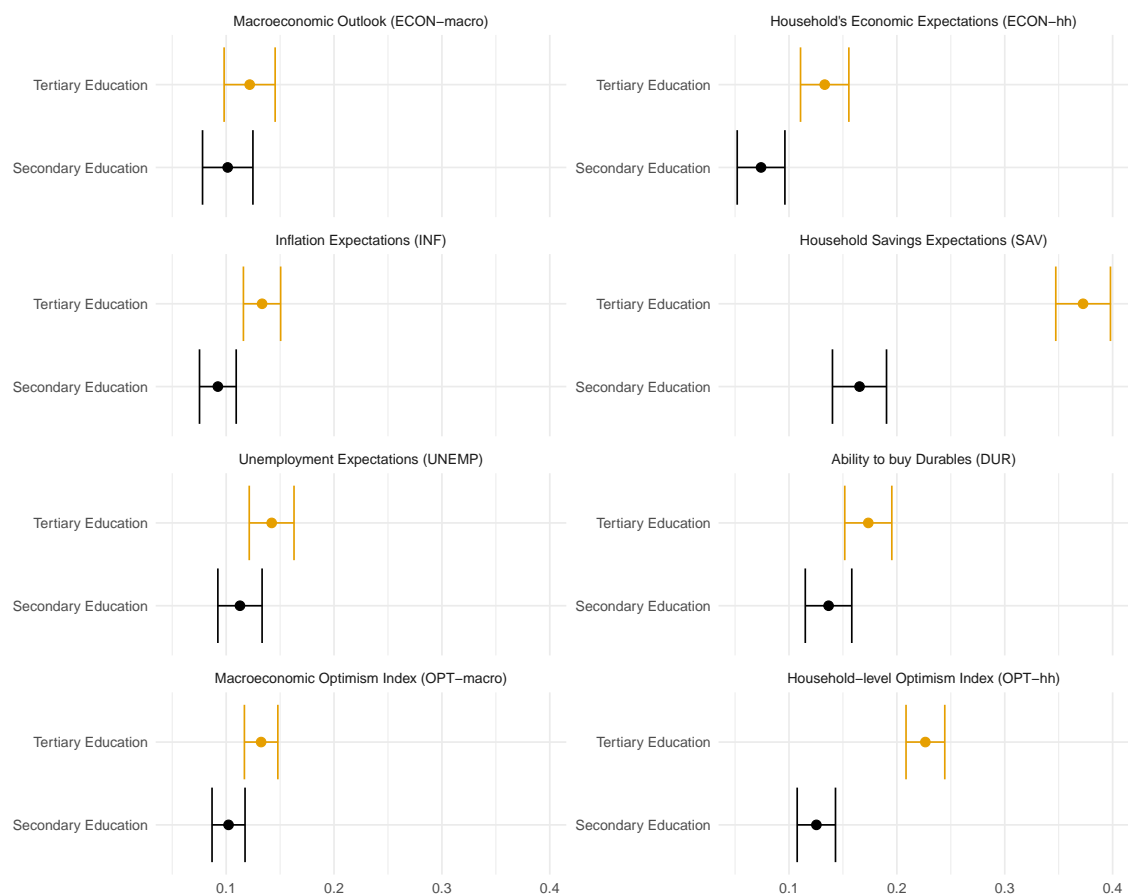 Macroeconomic Outlook (ECON−macro)
Tertiary Education
Secondary Education
Household's Economic Expectations (ECON−hh)
Tertiary Education
Secondary Education
Inflation Expectations (INF)
Tertiary Education
Secondary Education
Household Savings Expectations (SAV)
Tertiary Education
Secondary Education
Unemployment Expectations (UNEMP)
Tertiary Education
Secondary Education
Ability to buy Durables (DUR)
Tertiary Education
Secondary Education
Macroeconomic Optimism Index (OPT−macro)
Tertiary Education
Secondary Education
0.1 0.2 0.3 0.4
Household−level Optimism Index (OPT−hh)
Tertiary Education
Secondary Education
0.1 0.2 0.3 0.4